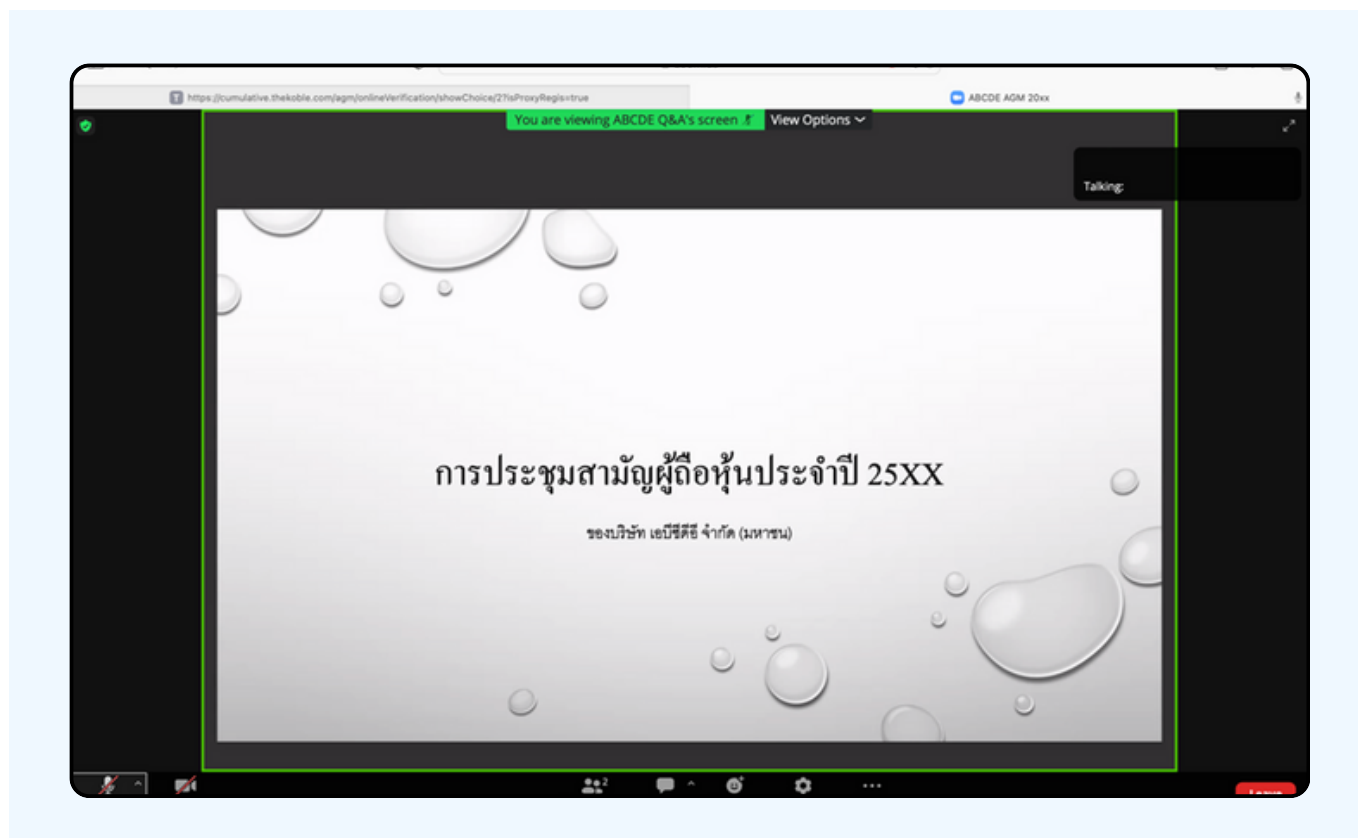 https://cumulative.thekoble.com/agm/onlineVerification/showChoice/2?isProxyRegis=true
ABCDE AGM 20xx
You are viewing ABCDE Q&A's screen
View Options
Talking:
การประชุมสามัญผู้ถือหุ้นประจำปี 25XX
ของบริษัท เอบีซีดีอี จำกัด (มหาชน)
2